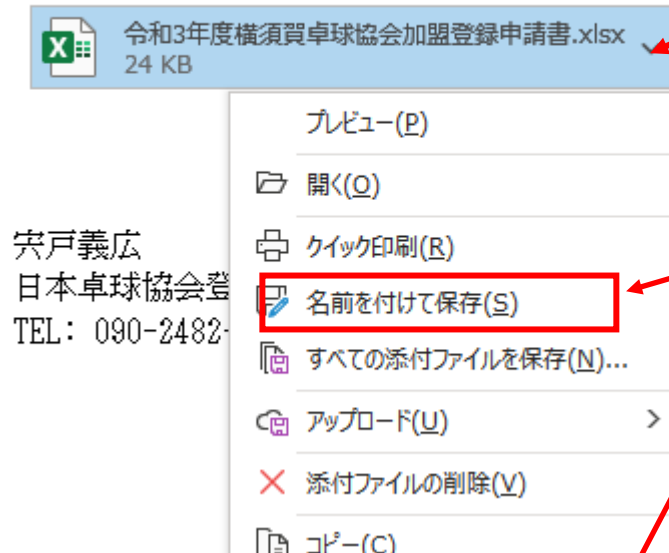 令和3年度横須賀卓球協会加盟登録申請書.xlsx
24 KB
プレビュー(P)
開く(O)
宍戸義広
クイック印刷(R)
日本卓球協会登
名前を付けて保存(S)
TEL: 090-2482-
すべての添付ファイルを保存(N)...
アップロード(U)
添付ファイルの削除(V)
コピー(C)